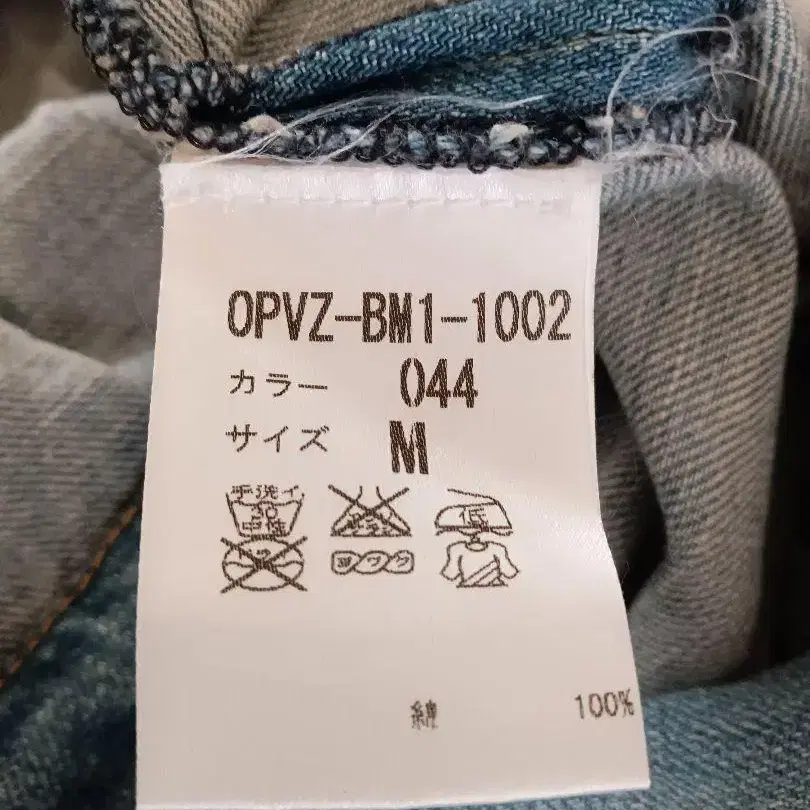 OPVZ-BM1-1002
カラー 044
サイズ M
手洗イ
30
中性
低
綿 100%